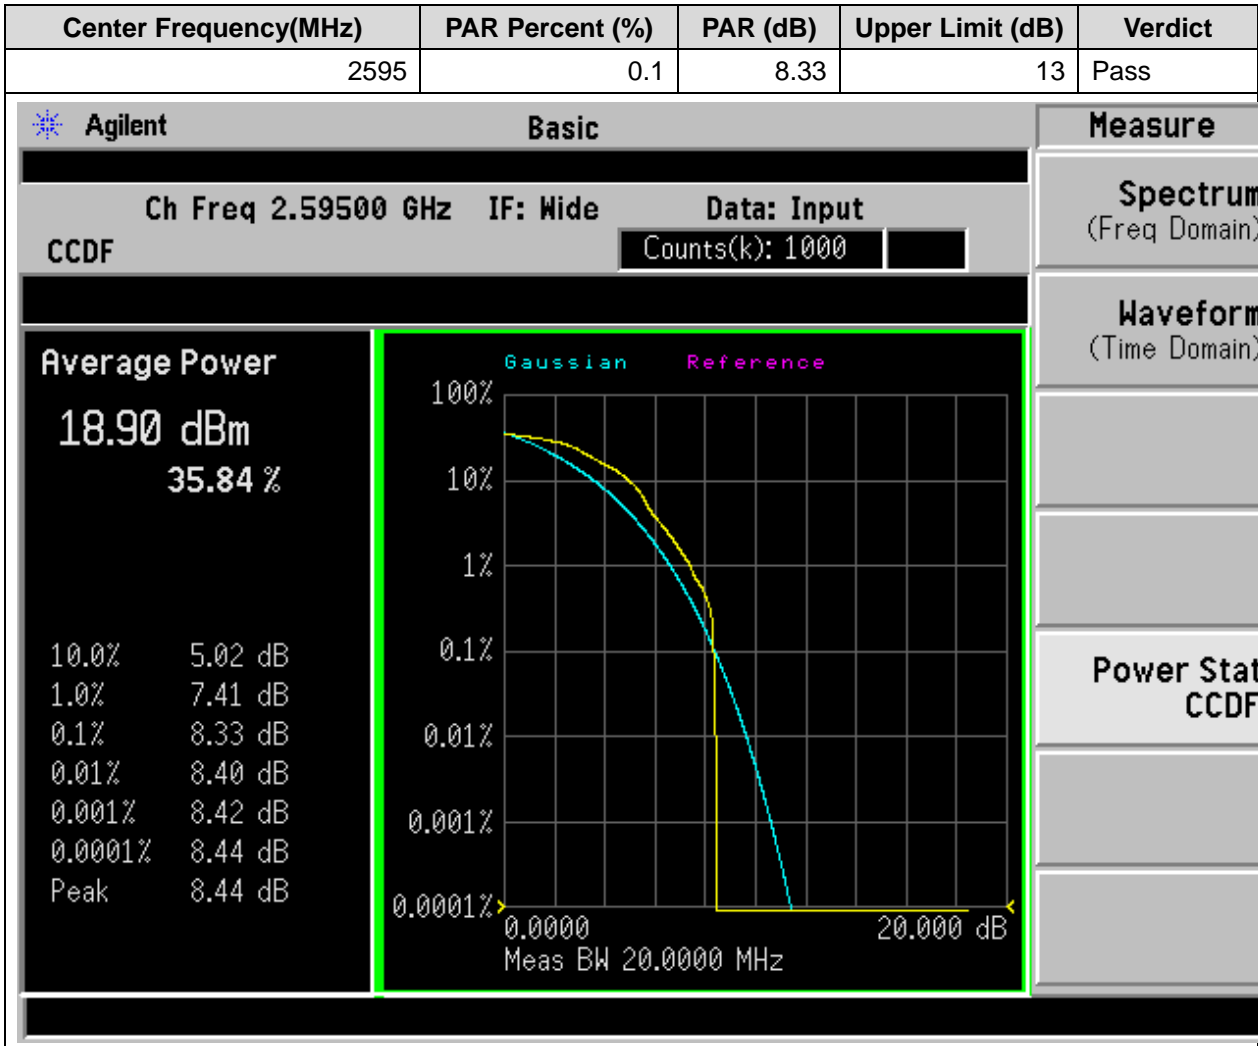 Center Frequency(MHz) PAR Percent (%) PAR (dB) Upper Limit (dB) Verdict
2595 0.1 8.33 13 Pass
Agilent Basic Measure
Ch Freq 2.59500 GHz IF: Wide Data: Input
CCDF Counts(k): 1000
Spectrum
(Freq Domain)
Waveform
(Time Domain)
Power Stat
CCDF
Average Power
18.90 dBm
35.84 %
10.0% 5.02 dB
1.0% 7.41 dB
0.1% 8.33 dB
0.01% 8.40 dB
0.001% 8.42 dB
0.0001% 8.44 dB
Peak 8.44 dB
Gaussian Reference
100%
10%
1%
0.1%
0.01%
0.001%
0.0001%
0.0000 20.000 dB
Meas BW 20.0000 MHz